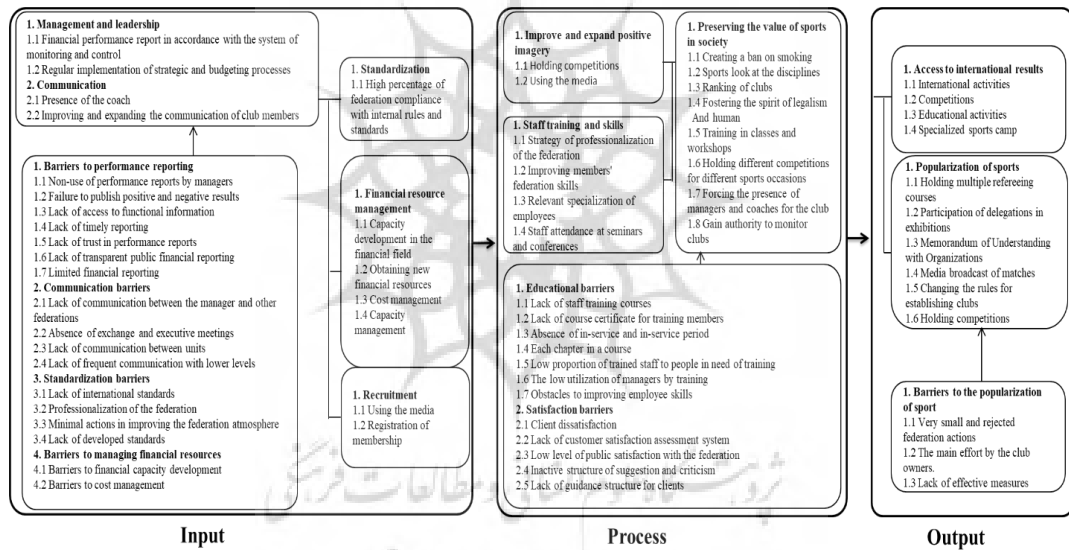 1. Management and leadership
1.1 Financial performance report in accordance with the system of
monitoring and control
1.2 Regular implementation of strategic and budgeting processes
2. Communication
2.1 Presence of the coach
2.2 Improving and expanding the communication of club members
1. Barriers to performance reporting
1.1 Non-use of performance reports by managers
1.2 Failure to publish positive and negative results
1.3 Lack of access to functional information
1.4 Lack of timely reporting
1.5 Lack of trust in performance reports
1.6 Lack of transparent public financial reporting
1.7 Limited financial reporting
2. Communication barriers
2.1 Lack of communication between the manager and other
federations
2.2 Absence of exchange and executive meetings
2.3 Lack of communication between units
2.4 Lack of frequent communication with lower levels
3. Standardization barriers
3.1 Lack of international standards
3.2 Professionalization of the federation
3.3 Minimal actions in improving the federation atmosphere
3.4 Lack of developed standards
4. Barriers to managing financial resources
4.1 Barriers to financial capacity development
4.2 Barriers to cost management
1. Standardization
1.1 High percentage of
federation compliance
with internal rules and
standards
1. Financial resource
management
1.1 Capacity
development in the
financial field
1.2 Obtaining new
financial resources
1.3 Cost management
1.4 Capacity
management
1. Recruitment
1.1 Using the media
1.2 Registration of
membership
Input
1. Improve and expand positive
imagery
1.1 Holding competitions
1.2 Using the media
1. Staff training and skills
1.1 Strategy of professionalization
of the federation
1.2 Improving members'
federation skills
1.3 Relevant specialization of
employees
1.4 Staff attendance at seminars
and conferences
1. Preserving the value of sports
in society
1.1 Creating a ban on smoking
1.2 Sports look at the disciplines
1.3 Ranking of clubs
1.4 Fostering the spirit of legalism
And human
1.5 Training in classes and
workshops
1.6 Holding different competitions
for different sports occasions
1.7 Forcing the presence of
managers and coaches for the club
1.8 Gain authority to monitor
clubs
1. Educational barriers
1.1 Lack of staff training courses
1.2 Lack of course certificate for training members
1.3 Absence of in-service and in-service period
1.4 Each chapter in a course
1.5 Low proportion of trained staff to people in need of training
1.6 The low utilization of managers by training
1.7 Obstacles to improving employee skills
2. Satisfaction barriers
2.1 Client dissatisfaction
2.2 Lack of customer satisfaction assessment system
2.3 Low level of public satisfaction with the federation
2.4 Inactive structure of suggestion and criticism
2.5 Lack of guidance structure for clients
Process
1. Access to international results
1.1 International activities
1.2 Competitions
1.3 Educational activities
1.4 Specialized sports camp
1. Popularization of sports
1.1 Holding multiple refereeing
courses
1.2 Participation of delegations in
exhibitions
1.3 Memorandum of Understanding
with Organizations
1.4 Media broadcast of matches
1.5 Changing the rules for
establishing clubs
1.6 Holding competitions
1. Barriers to the popularization
of sport
1.1 Very small and rejected
federation actions
1.2 The main effort by the club
owners.
1.3 Lack of effective measures
Output